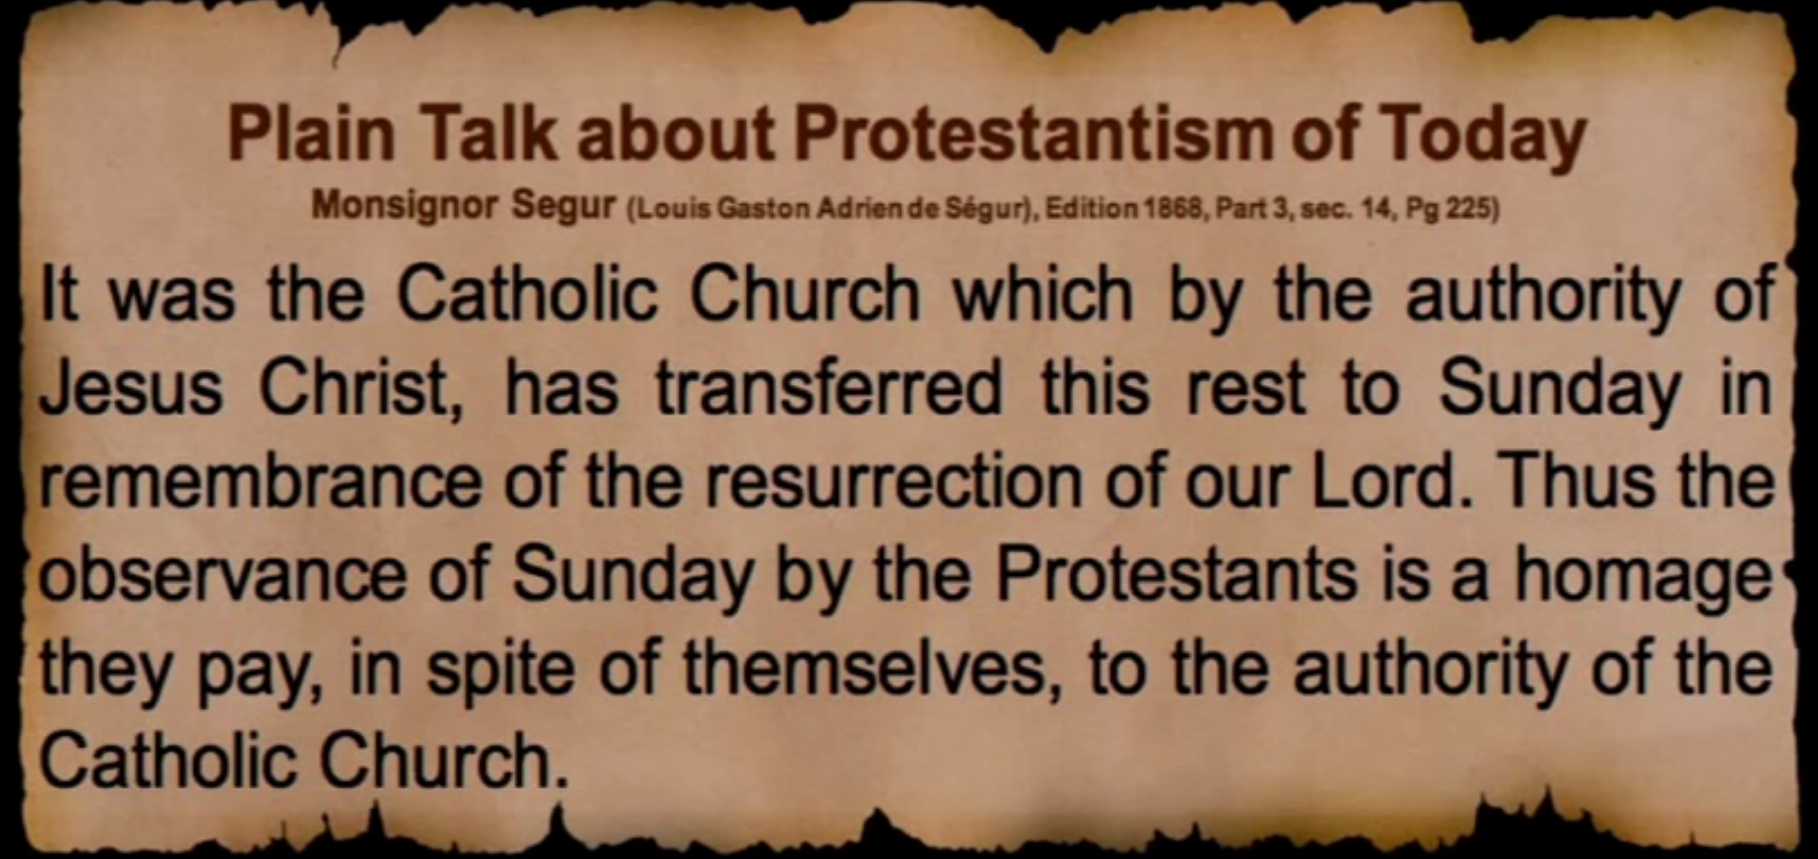 Plain Talk about Protestantism of Today
Monsignor Segur (Louis Gaston Adrien de Ségur), Edition 1868, Part 3, sec. 14, Pg 225)
It was the Catholic Church which by the authority of
Jesus Christ, has transferred this rest to Sunday in
remembrance of the resurrection of our Lord. Thus the
observance of Sunday by the Protestants is a homage
they pay, in spite of themselves, to the authority of the
Catholic Church.